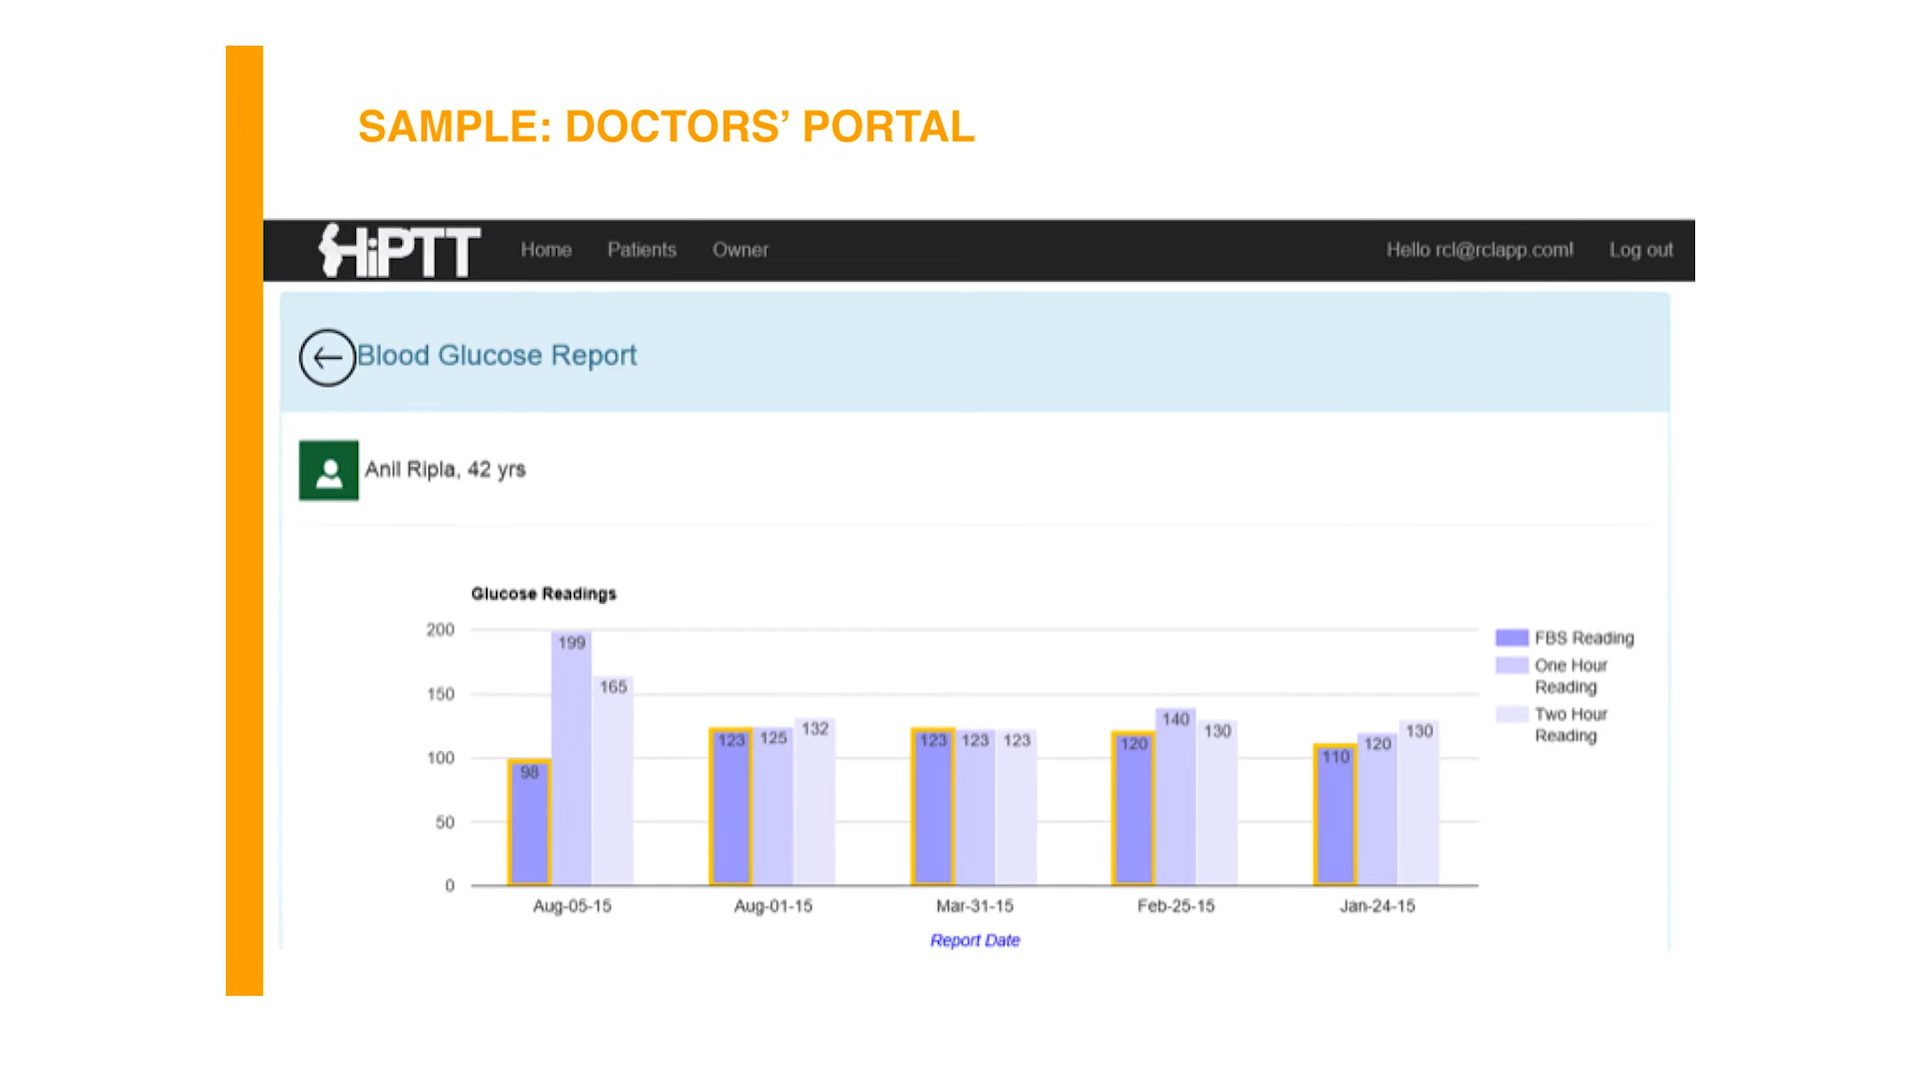 SAMPLE: DOCTORS’ PORTAL
HiPTT Home Patients Owner Hello rcl@rclapp.com! Log out
Blood Glucose Report
Anil Ripla, 42 yrs
Glucose Readings
200
150
100
50
0
98 199 165
123 125 132
123 123 123
120 140 130
110 120 130
Aug-05-15 Aug-01-15 Mar-31-15 Feb-25-15 Jan-24-15
Report Date
FBS Reading
One Hour
Reading
Two Hour
Reading